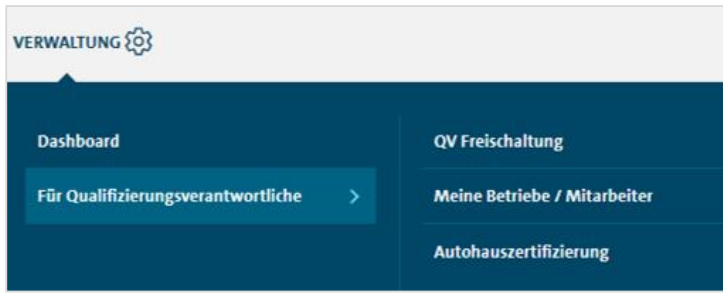 VERWALTUNG
Dashboard
Für Qualifizierungsverantwortliche
QV Freischaltung
Meine Betriebe / Mitarbeiter
Autohauszertifizierung